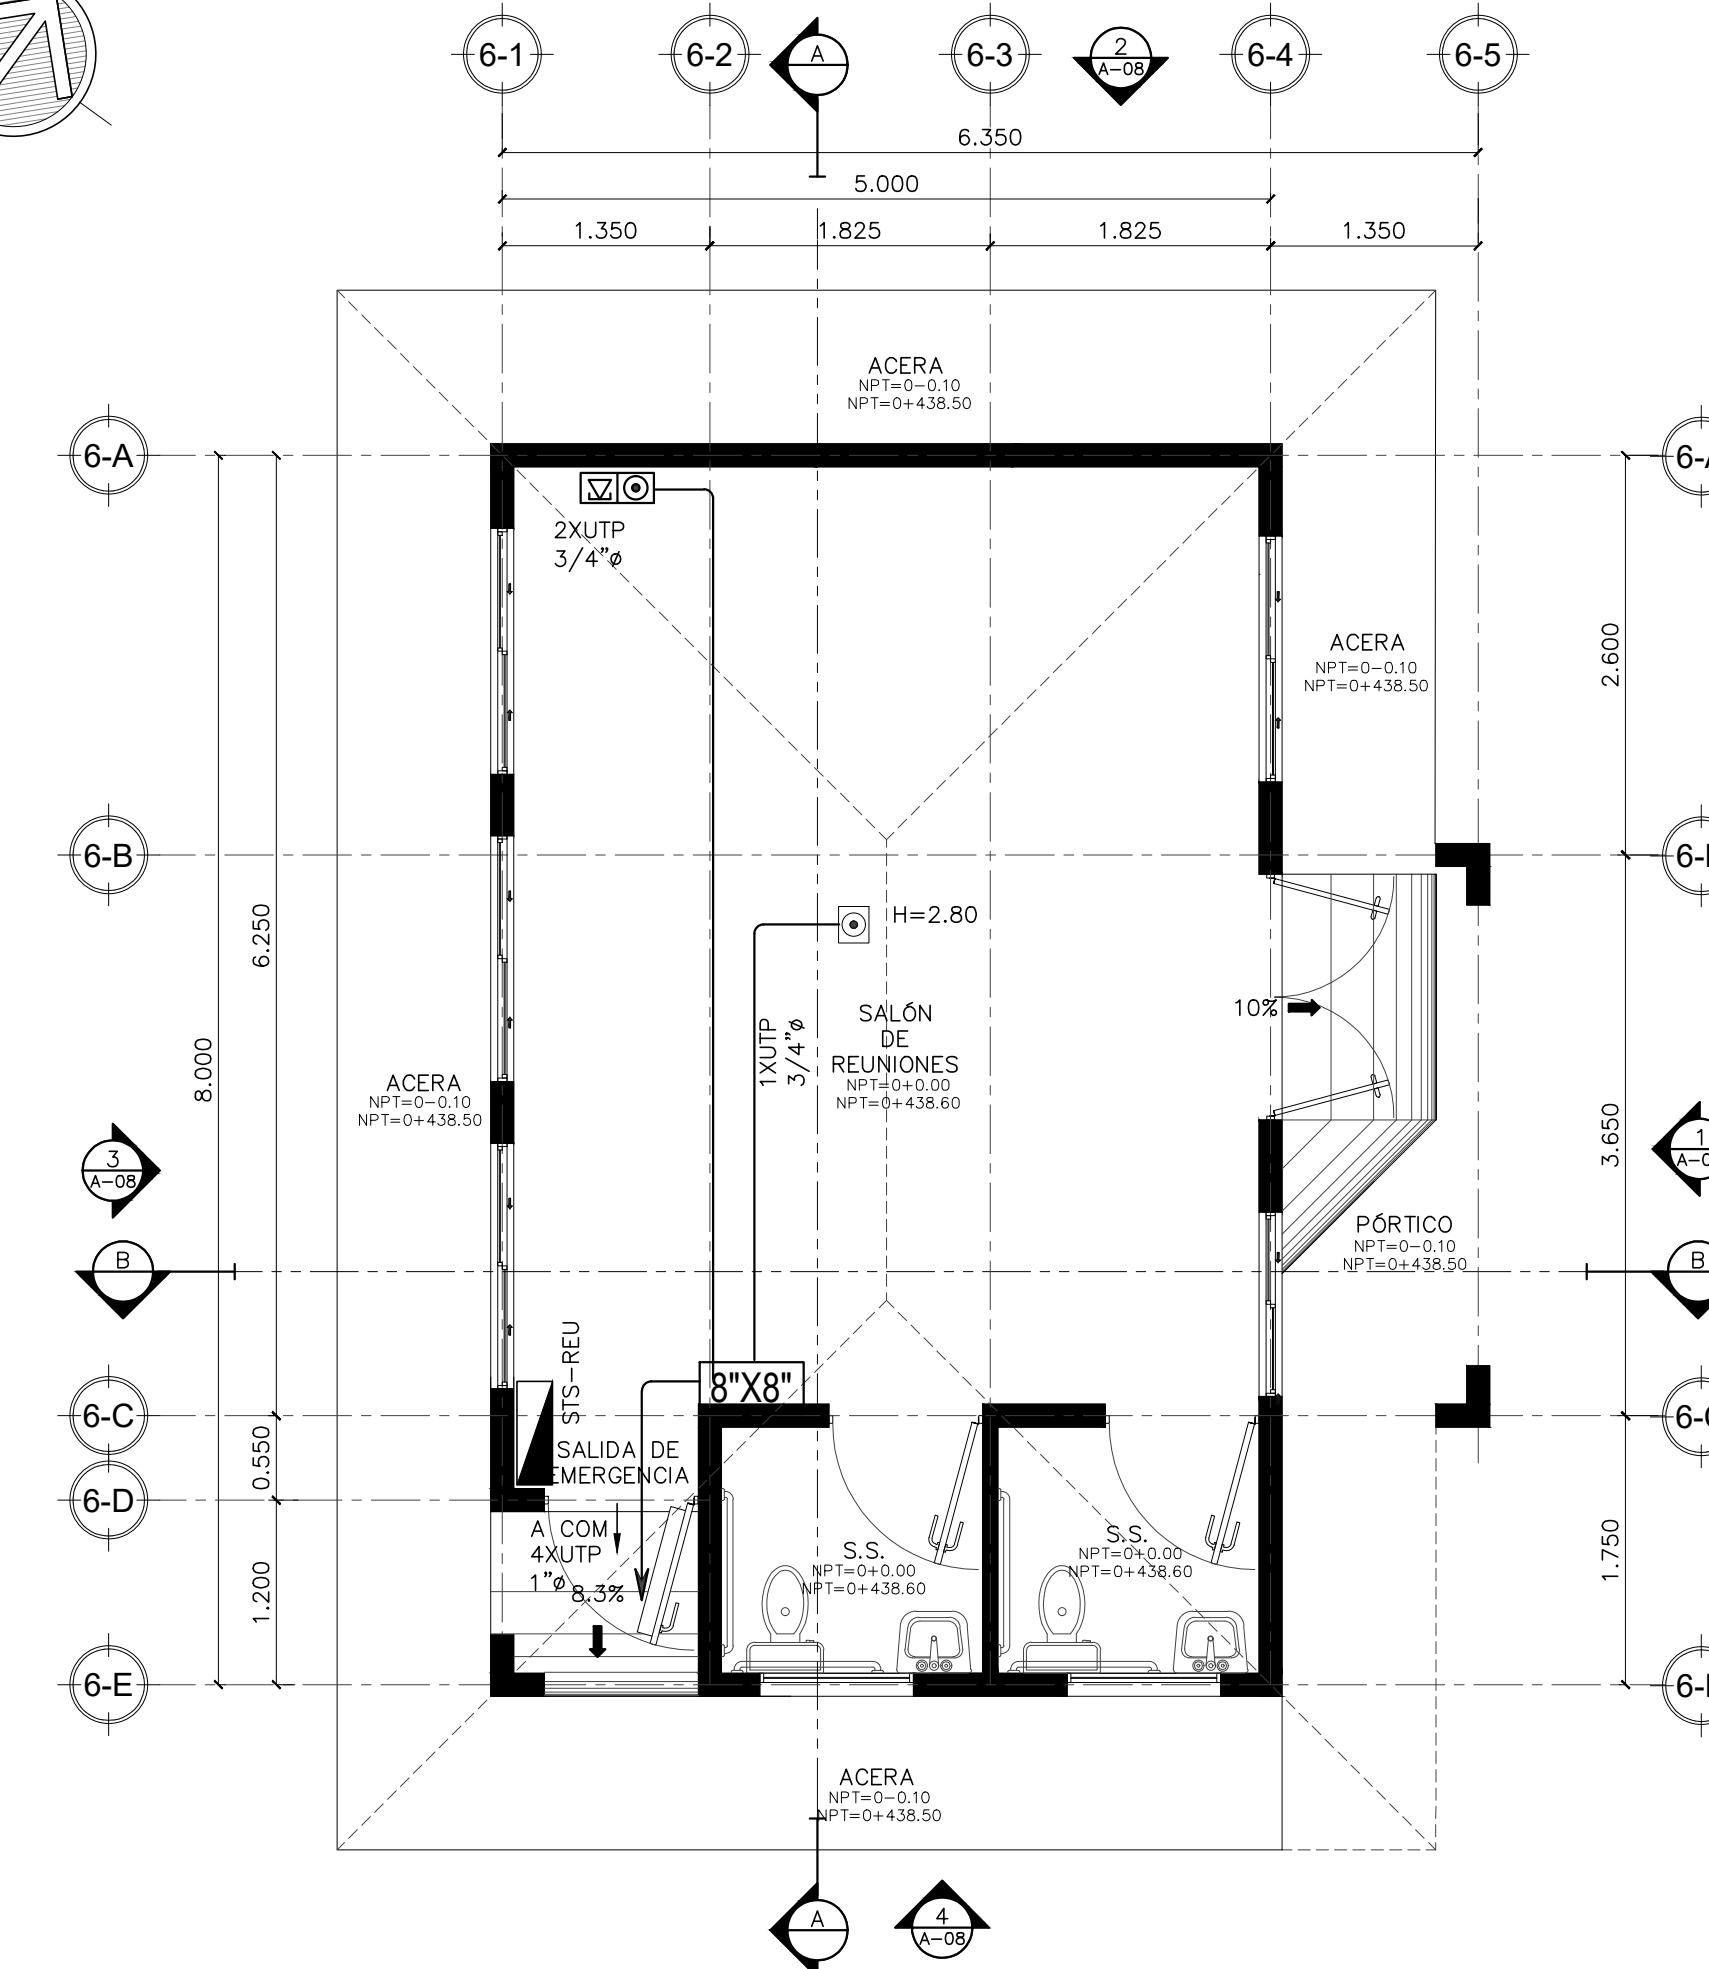 6-1
6-2
A
6-3
2
A-08
6-4
6-5
6.350
5.000
1.350
1.825
1.825
1.350
ACERA
NPT=0-0.10
NPT=0+438.50
6-A
2XUTP
3/4"ø
ACERA
NPT=0-0.10
NPT=0+438.50
2.600
6-B
6.250
H=2.80
10%
SALÓN
DE
REUNIONES
NPT=0+0.00
NPT=0+438.60
1XUTP
3/4"ø
8.000
ACERA
NPT=0-0.10
NPT=0+438.50
3.650
3
A-08
1
PÓRTICO
NPT=0-0.10
NPT=0+438.50
B
B
STS-REU
8"X8"
6-C
0.550
SALIDA DE
EMERGENCIA
6-D
A COM
4XUTP
1"ø
8.3%
S.S.
NPT=0+0.00
NPT=0+438.60
S.S.
NPT=0+0.00
NPT=0+438.60
1.200
1.750
6-E
ACERA
NPT=0-0.10
NPT=0+438.50
A
4
A-08